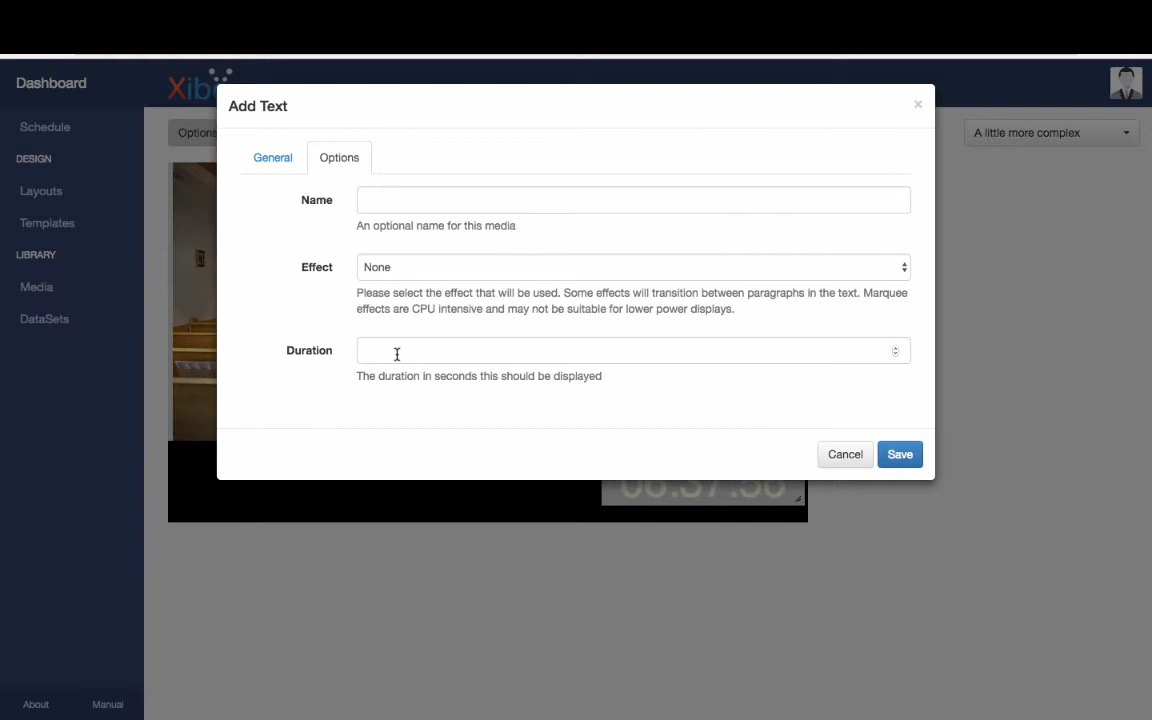 Dashboard
Xib
Schedule
DESIGN
Layouts
Templates
LIBRARY
Media
DataSets
About
Manual
Options
A little more complex
Add Text
×
General
Options
Name
An optional name for this media
Effect
None
Please select the effect that will be used. Some effects will transition between paragraphs in the text. Marquee
effects are CPU intensive and may not be suitable for lower power displays.
Duration
The duration in seconds this should be displayed
Cancel
Save